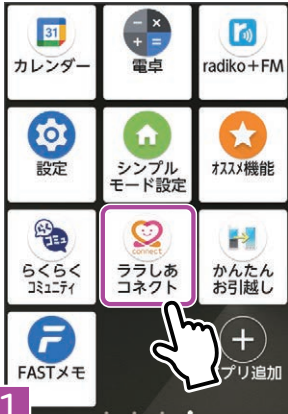 31
カレンダー
電卓
radiko+FM
設定
シンプル
モード設定
オススメ機能
コミュ
らくらく
コミュニティ
connect
ららしあ
コネクト
かんたん
お引越し
FASTメモ
プリ追加
1